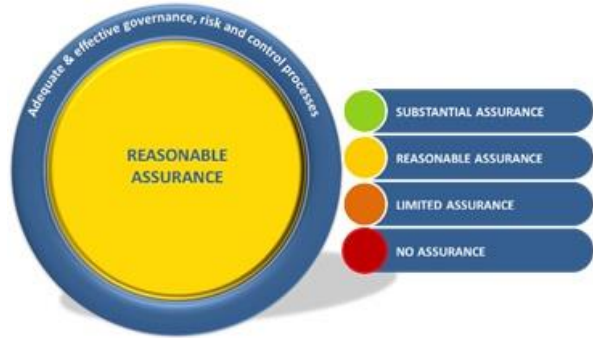 Adequate & effective governance, risk and control processes
REASONABLE
ASSURANCE
SUBSTANTIAL ASSURANCE
REASONABLE ASSURANCE
LIMITED ASSURANCE
NO ASSURANCE